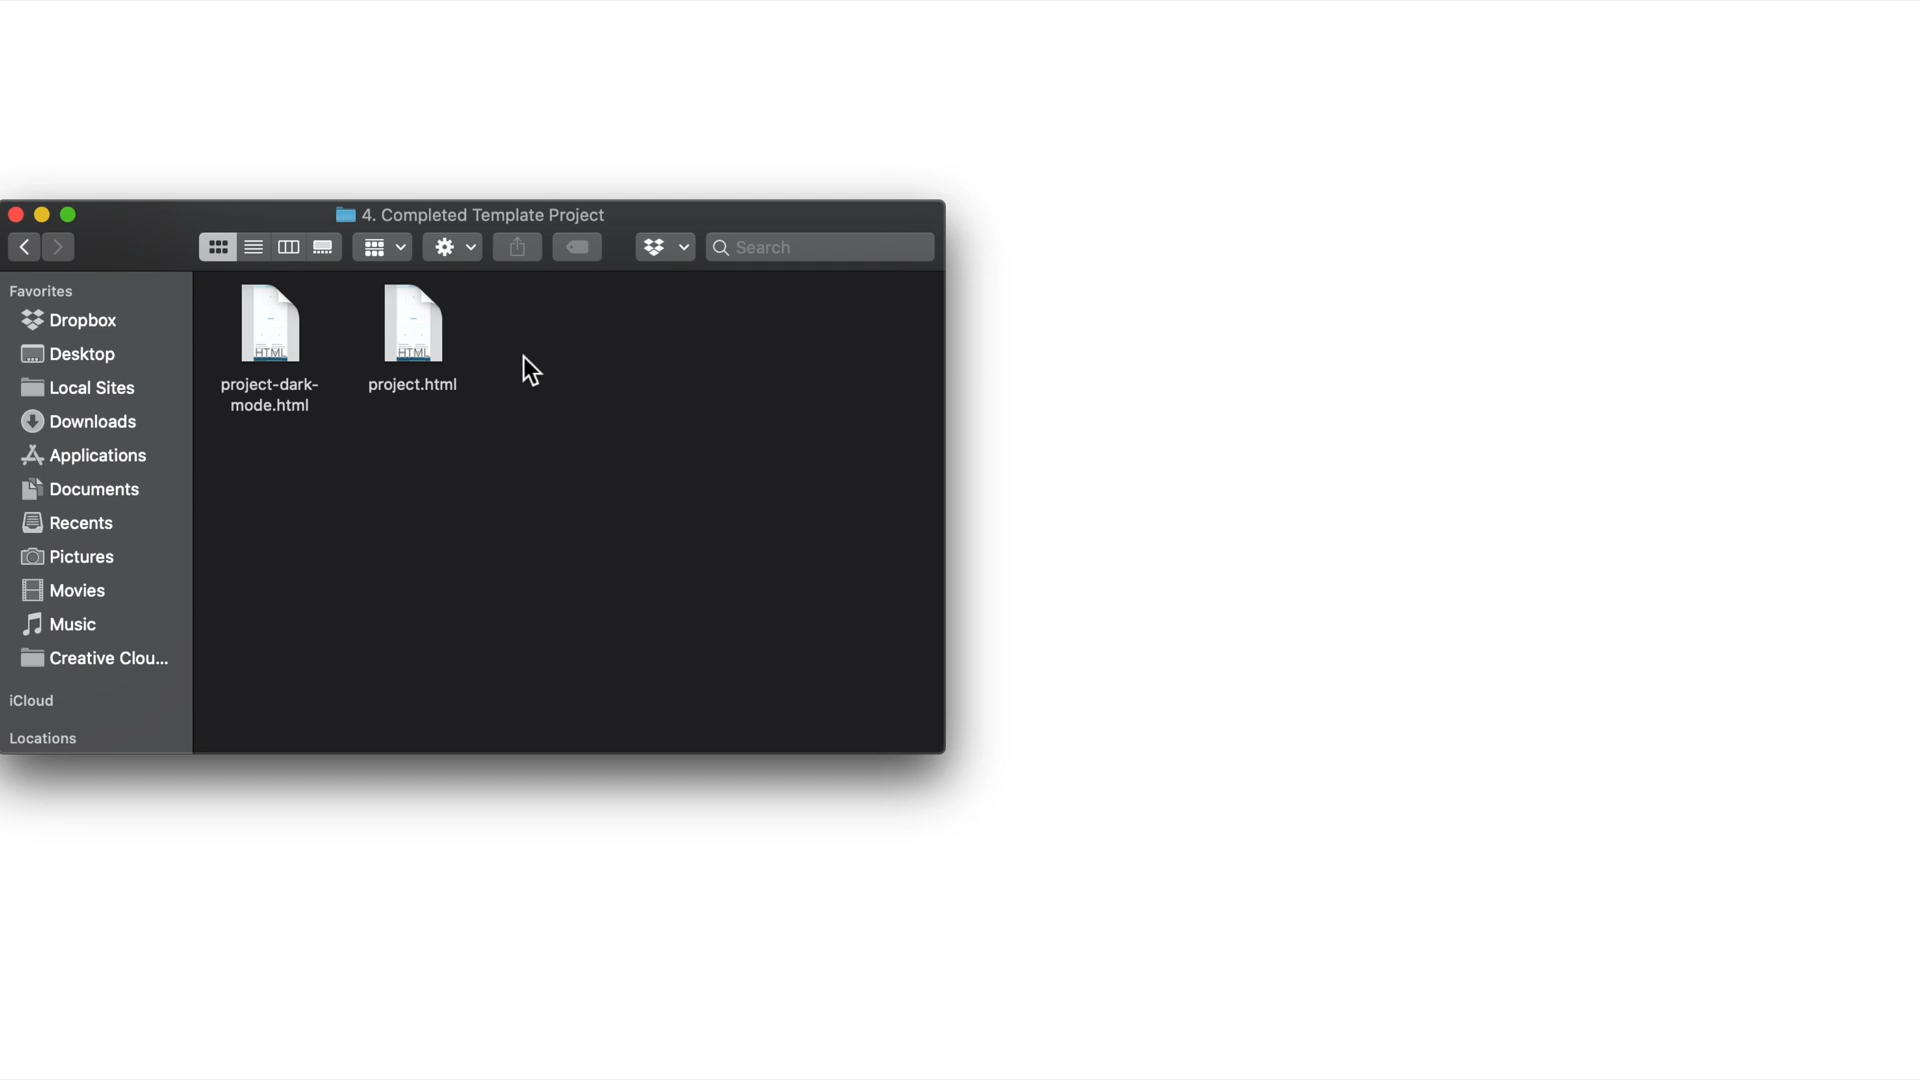 4. Completed Template Project
Search
Favorites
Dropbox
Desktop
Local Sites
Downloads
Applications
Documents
Recents
Pictures
Movies
Music
Creative Clou...
iCloud
Locations
HTML
HTML
project-dark-
mode.html
project.html